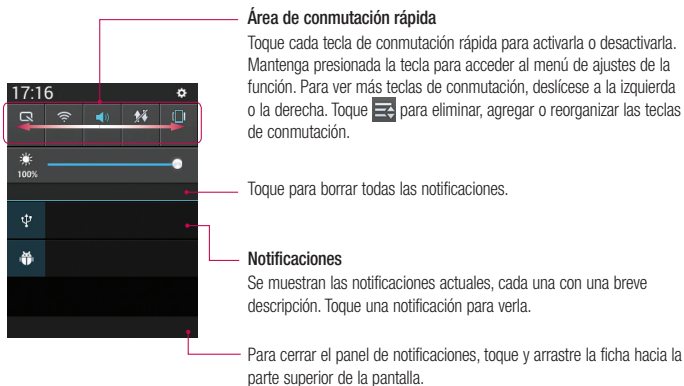 Área de conmutación rápida
Toque cada tecla de conmutación rápida para activarla o desactivarla.
Mantenga presionada la tecla para acceder al menú de ajustes de la
función. Para ver más teclas de conmutación, deslícese a la izquierda
o la derecha. Toque para eliminar, agregar o reorganizar las teclas
de conmutación.
17:16
100%
Toque para borrar todas las notificaciones.
Notificaciones
Se muestran las notificaciones actuales, cada una con una breve
descripción. Toque una notificación para verla.
Para cerrar el panel de notificaciones, toque y arrastre la ficha hacia la
parte superior de la pantalla.